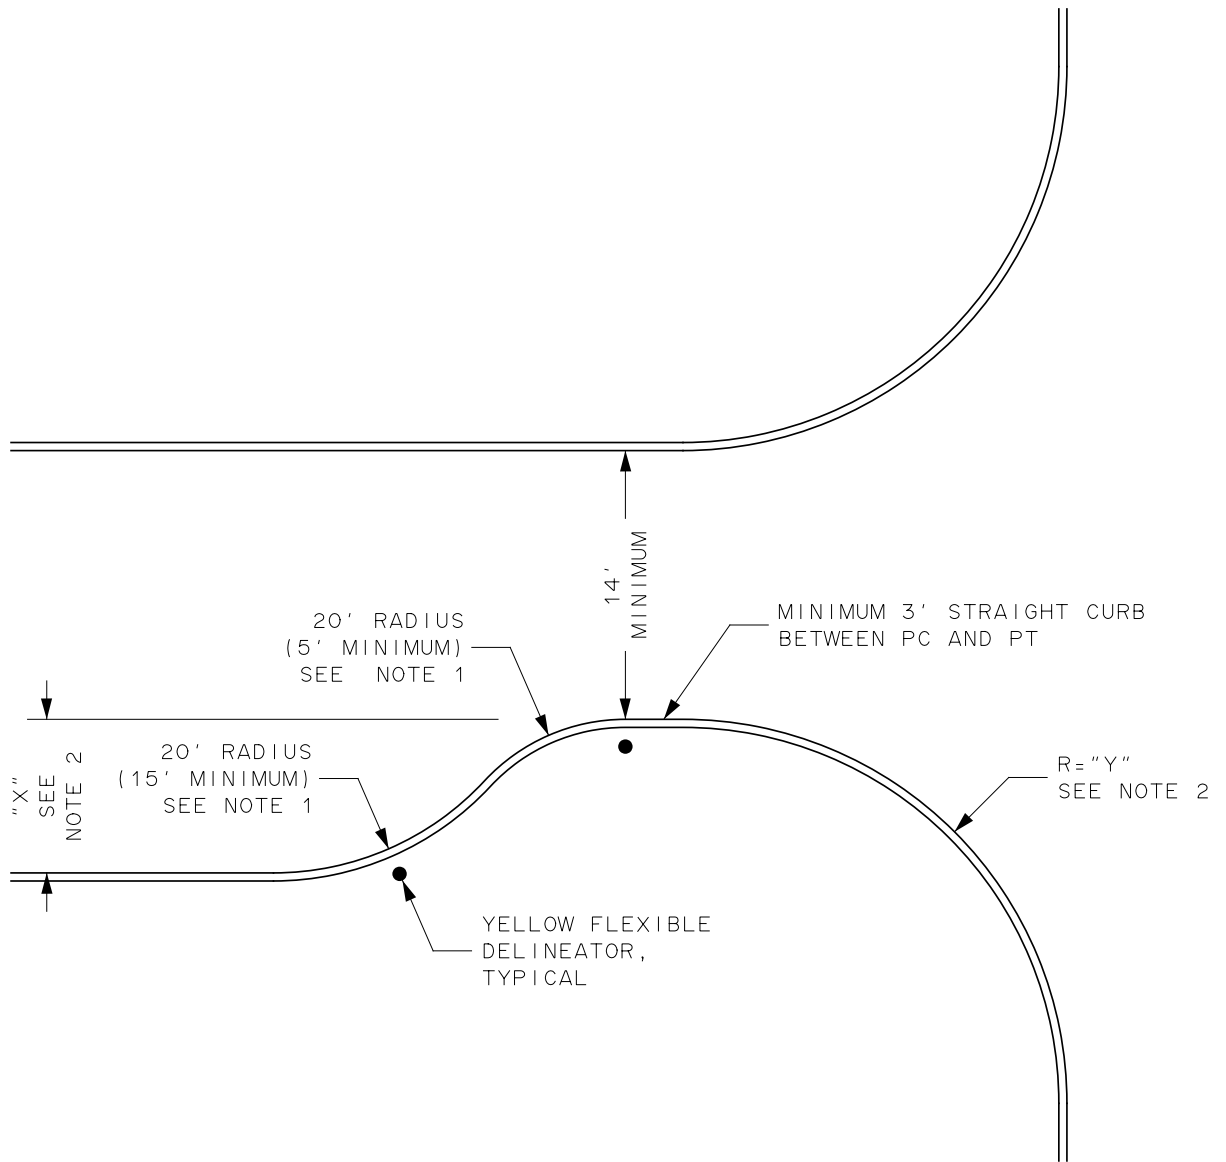 14'
MINIMUM
20' RADIUS
(5' MINIMUM)
SEE NOTE 1
MINIMUM 3' STRAIGHT CURB
BETWEEN PC AND PT
"X"
SEE
NOTE 2
20' RADIUS
(15' MINIMUM)
SEE NOTE 1
R="Y"
SEE NOTE 2
YELLOW FLEXIBLE
DELINEATOR,
TYPICAL